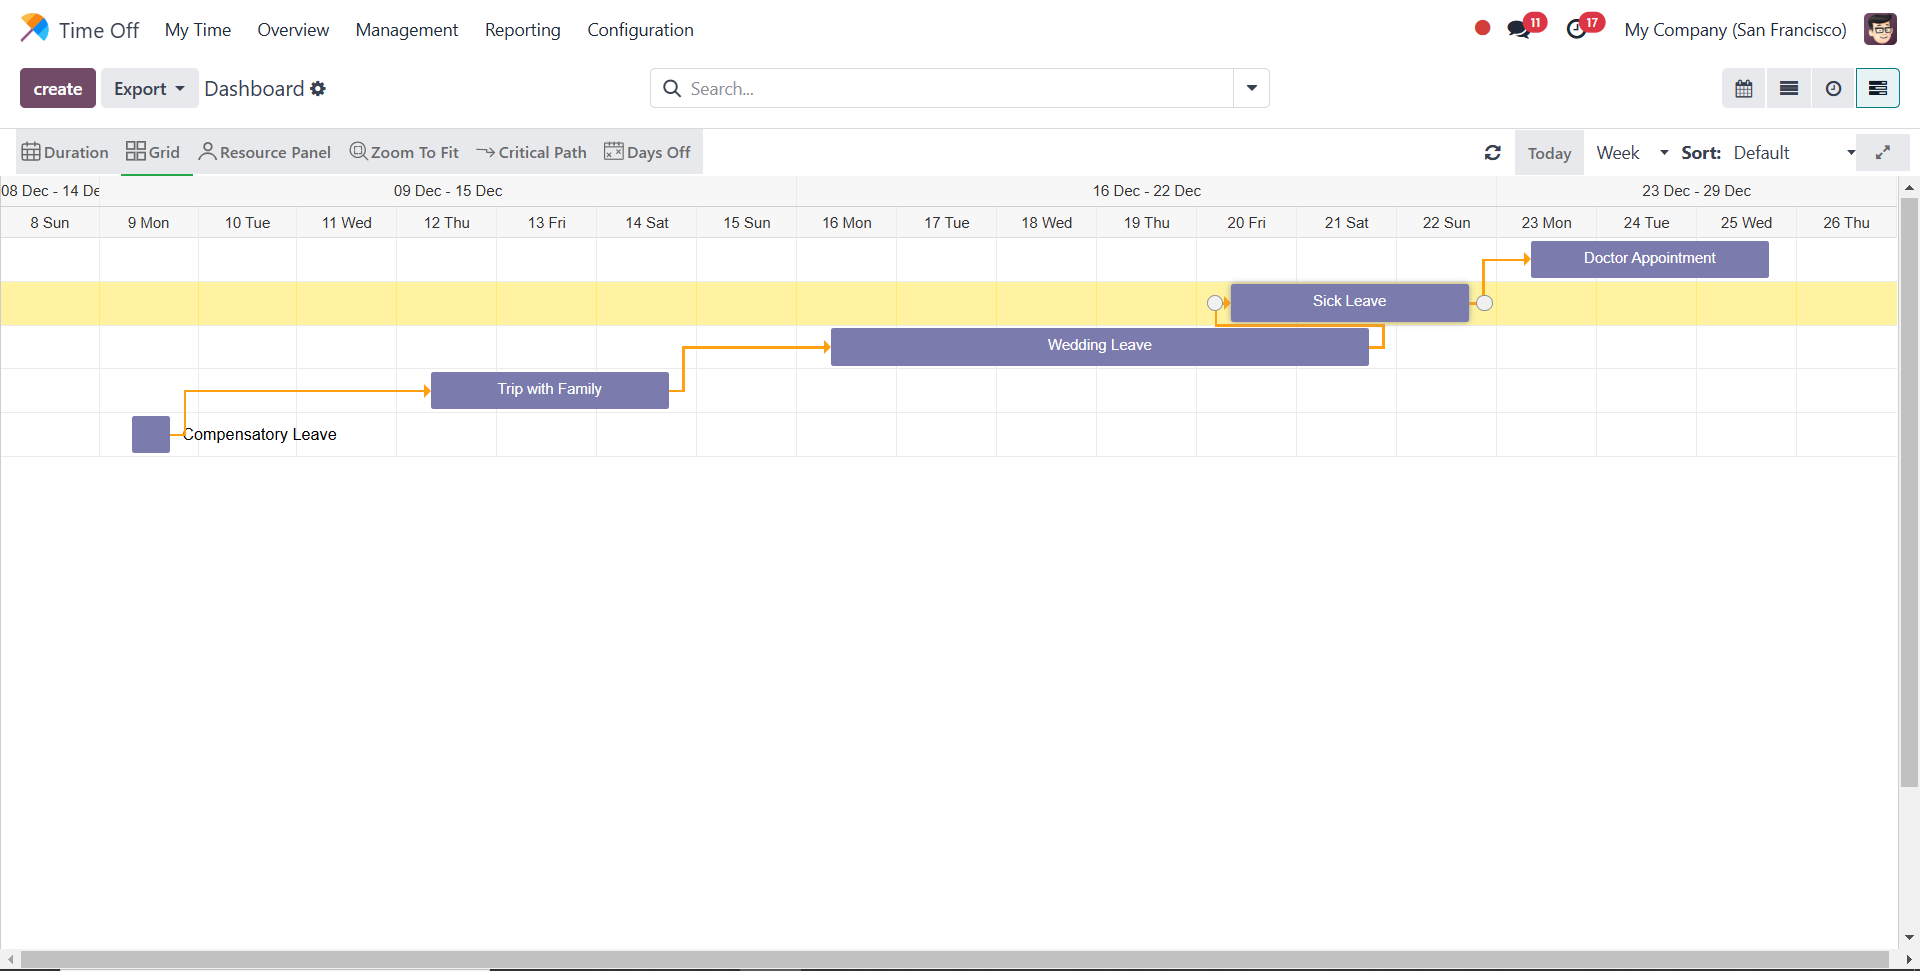 Time Off My Time Overview Management Reporting Configuration 11 17 My Company (San Francisco)
create Export Dashboard Search...
Duration Grid Resource Panel Zoom To Fit Critical Path Days Off Today Week Sort: Default
08 Dec - 14 De 09 Dec - 15 Dec 16 Dec - 22 Dec 23 Dec - 29 Dec
8 Sun 9 Mon 10 Tue 11 Wed 12 Thu 13 Fri 14 Sat 15 Sun 16 Mon 17 Tue 18 Wed 19 Thu 20 Fri 21 Sat 22 Sun 23 Mon 24 Tue 25 Wed 26 Thu
Doctor Appointment
Sick Leave
Wedding Leave
Trip with Family
Compensatory Leave